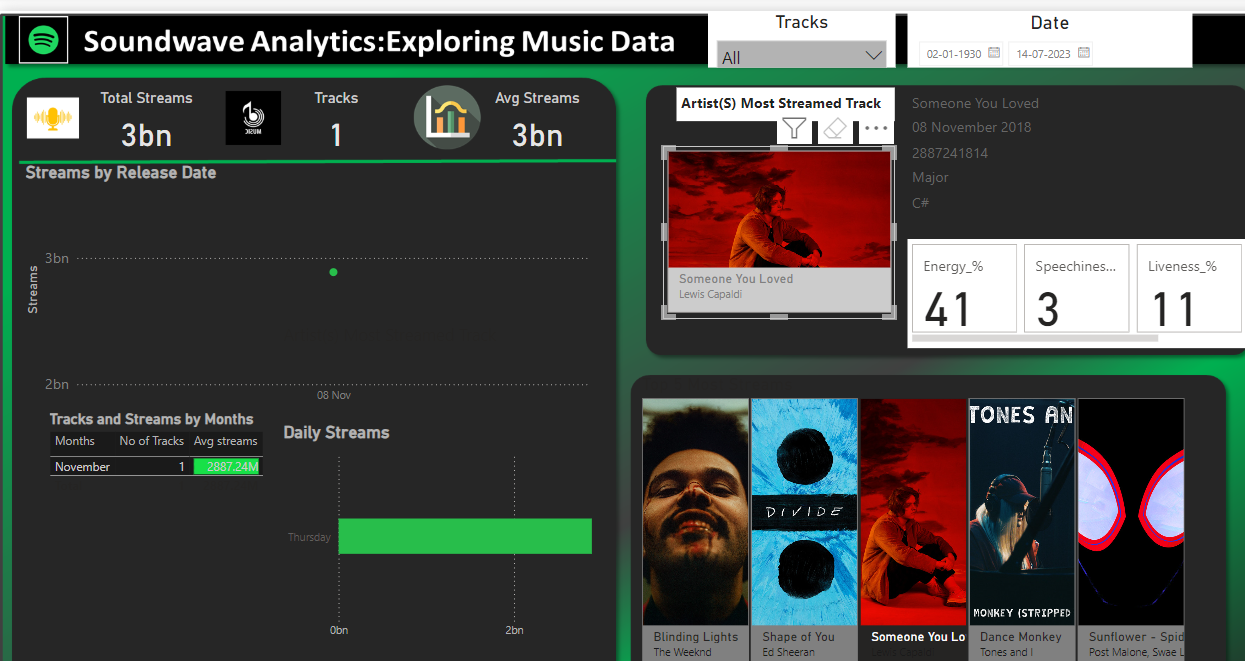 Soundwave Analytics:Exploring Music Data
Tracks
All
Date
02-01-1930
14-07-2023
Total Streams
3bn
Tracks
1
Avg Streams
3bn
Streams by Release Date
Streams
3bn
2bn
08 Nov
Tracks and Streams by Months
Months No of Tracks Avg streams
November 1 2887.24M
Daily Streams
Thursday
0bn
2bn
Artist(S) Most Streamed Track
Someone You Loved
Lewis Capaldi
Someone You Loved
08 November 2018
2887241814
Major
C#
Energy_%
41
Speechines...
3
Liveness_%
11
Blinding Lights
The Weeknd
DIVIDE
Shape of You
Ed Sheeran
Someone You Lo
Lewis Capaldi
TONES AN
MONKEY (STRIPPED
Dance Monkey
Tones and I
Sunflower - Spid
Post Malone, Swae L